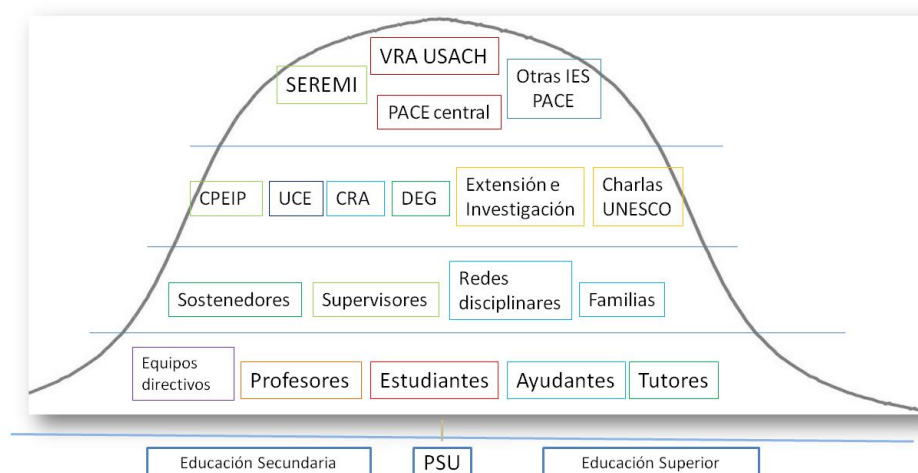 VRA USACH
SEREMI
Otras IES
PACE
PACE central
CPEIP
UCE
CRA
DEG
Extensión e
Investigación
Charlas
UNESCO
Sostenedores
Supervisores
Redes
disciplinares
Familias
Equipos
directivos
Profesores
Estudiantes
Ayudantes
Tutores
Educación Secundaria
PSU
Educación Superior